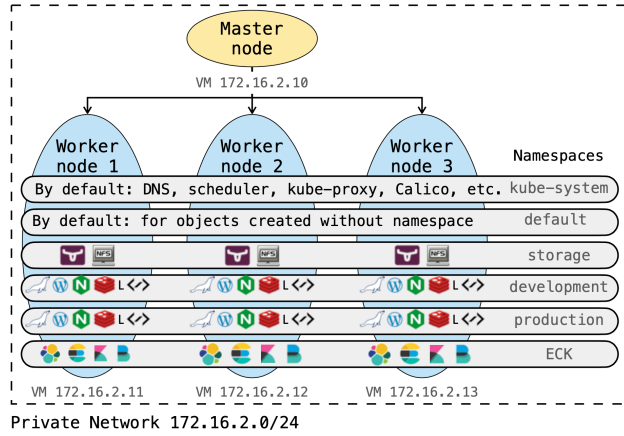 Master
node
VM 172.16.2.10
Worker
node 1
Worker
node 2
Worker
node 3
Namespaces
By default: DNS, scheduler, kube-proxy, Calico, etc. kube-system
By default: for objects created without namespace default
NFS NFS NFS storage
W N L</> W N L</> W N L</> development
W N L</> W N L</> W N L</> production
ECK
VM 172.16.2.11 VM 172.16.2.12 VM 172.16.2.13
Private Network 172.16.2.0/24